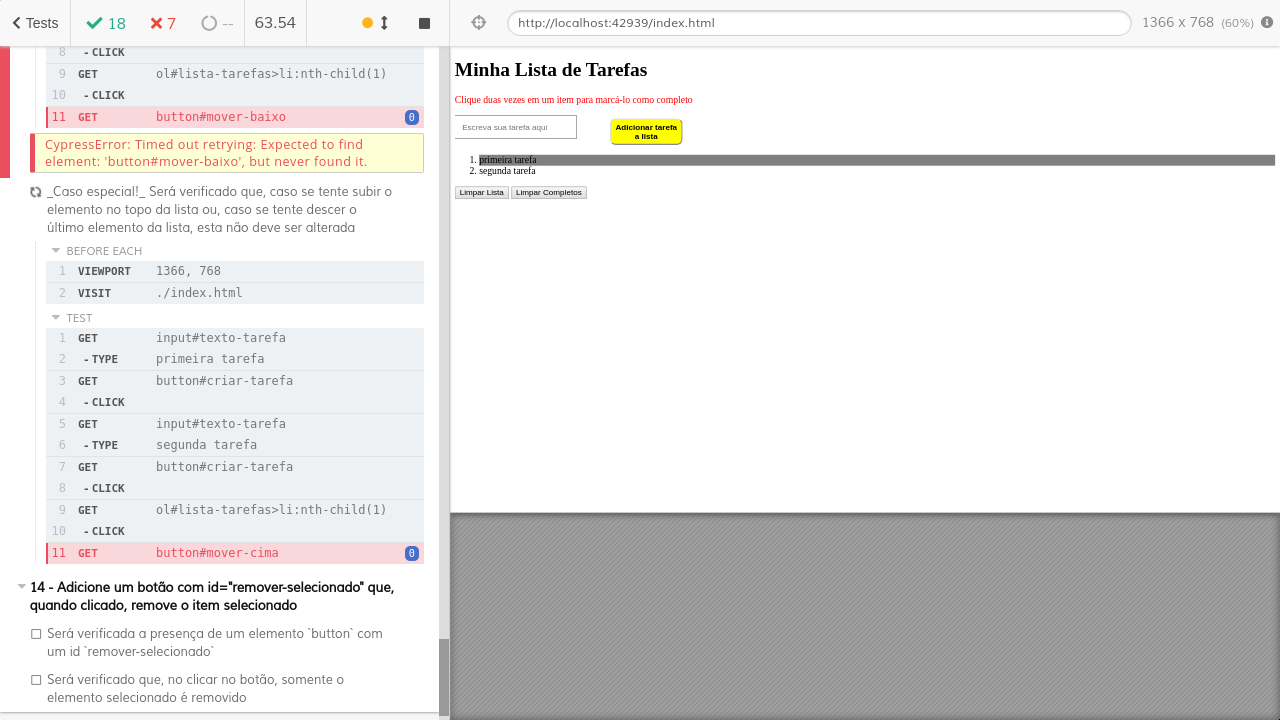 Tests 18 7 -- 63.54
8 - CLICK
9 GET ol#lista-tarefas>li:nth-child(1)
10 - CLICK
11 GET button#mover-baixo 0
CypressError: Timed out retrying: Expected to find
element: 'button#mover-baixo', but never found it.
_Caso especial!_ Será verificado que, caso se tente subir o
elemento no topo da lista ou, caso se tente descer o
último elemento da lista, esta não deve ser alterada
BEFORE EACH
1 VIEWPORT 1366, 768
2 VISIT ./index.html
TEST
1 GET input#texto-tarefa
2 - TYPE primeira tarefa
3 GET button#criar-tarefa
4 - CLICK
5 GET input#texto-tarefa
6 - TYPE segunda tarefa
7 GET button#criar-tarefa
8 - CLICK
9 GET ol#lista-tarefas>li:nth-child(1)
10 - CLICK
11 GET button#mover-cima 0
14 - Adicione um botão com id="remover-selecionado" que,
quando clicado, remove o item selecionado
Será verificada a presença de um elemento `button` com
um id `remover-selecionado`
Será verificado que, no clicar no botão, somente o
elemento selecionado é removido
http://localhost:42939/index.html 1366 x 768 (60%)
Minha Lista de Tarefas
Clique duas vezes em um item para marcá-lo como completo
Escreva sua tarefa aqui
Adicionar tarefa
a lista
1. primeira tarefa
2. segunda tarefa
Limpar Lista Limpar Completos